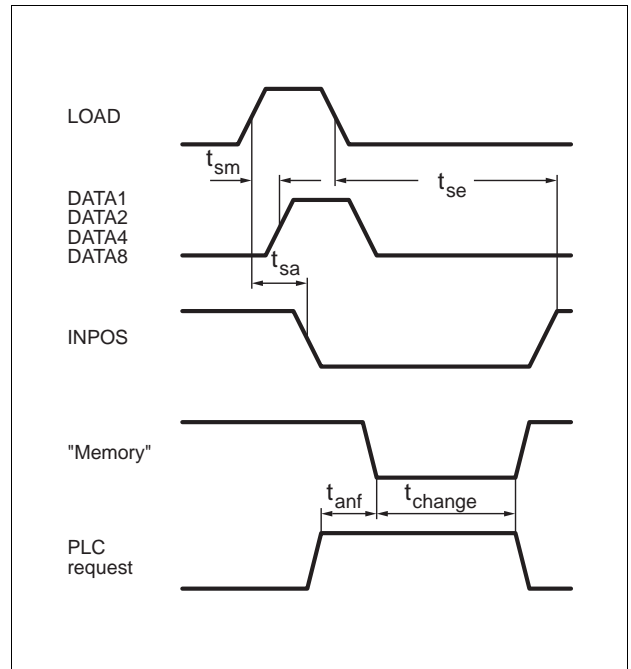 LOAD
tsm
tse
DATA1
DATA2
DATA4
DATA8
tsa
INPOS
"Memory"
tanf
tchange
PLC
request